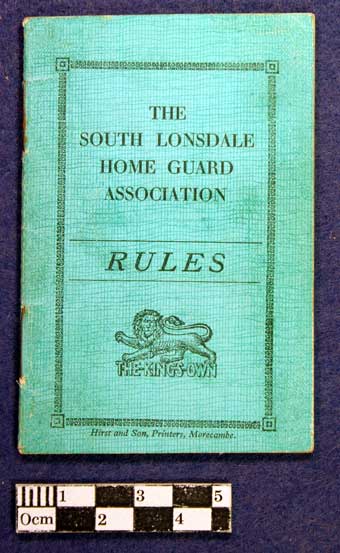 THE
SOUTH LONSDALE
HOME GUARD
ASSOCIATION
RULES
THE·KING'S·OWN
Hirst and Son, Printers, Morecambe.
1 3 5
0cm 2 4